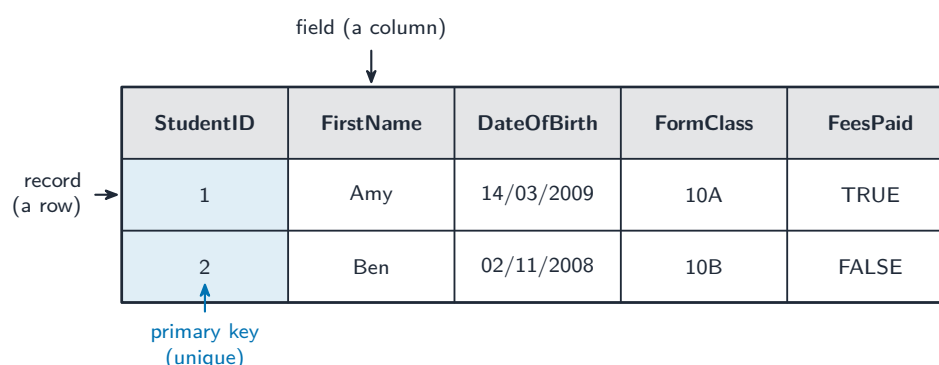 field (a column)
StudentID FirstName DateOfBirth FormClass FeesPaid
record
(a row)
1 Amy 14/03/2009 10A TRUE
2 Ben 02/11/2008 10B FALSE
primary key
(unique)